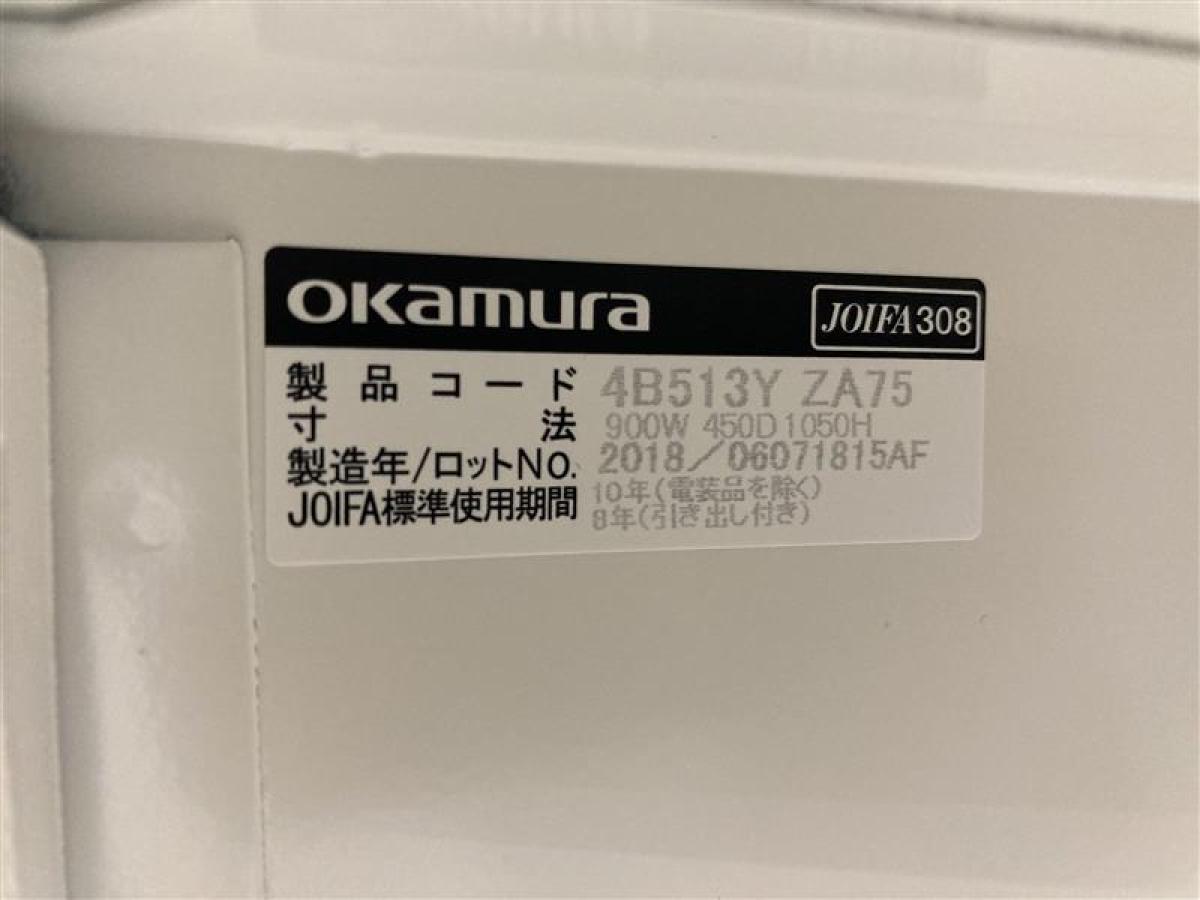 OKamura JOIFA308
製品コード 4B513Y ZA75
寸法 900W 450D 1050H
製造年/ロットNo. 2018/06071815AF
JOIFA標準使用期間 10年(電装品を除く)
8年(引き出し付き)